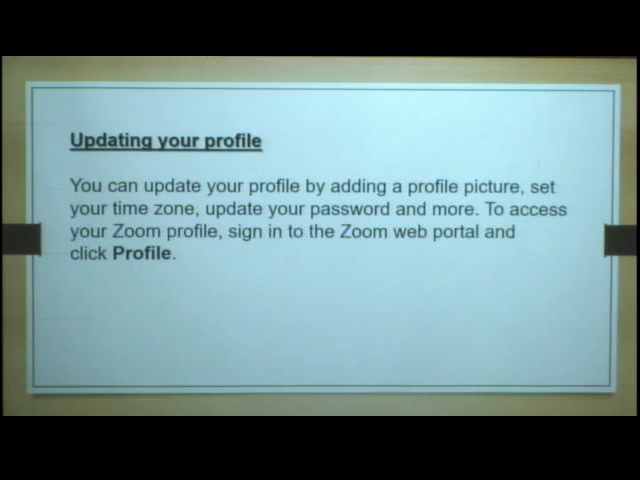 Updating your profile
You can update your profile by adding a profile picture, set
your time zone, update your password and more. To access
your Zoom profile, sign in to the Zoom web portal and
click Profile.